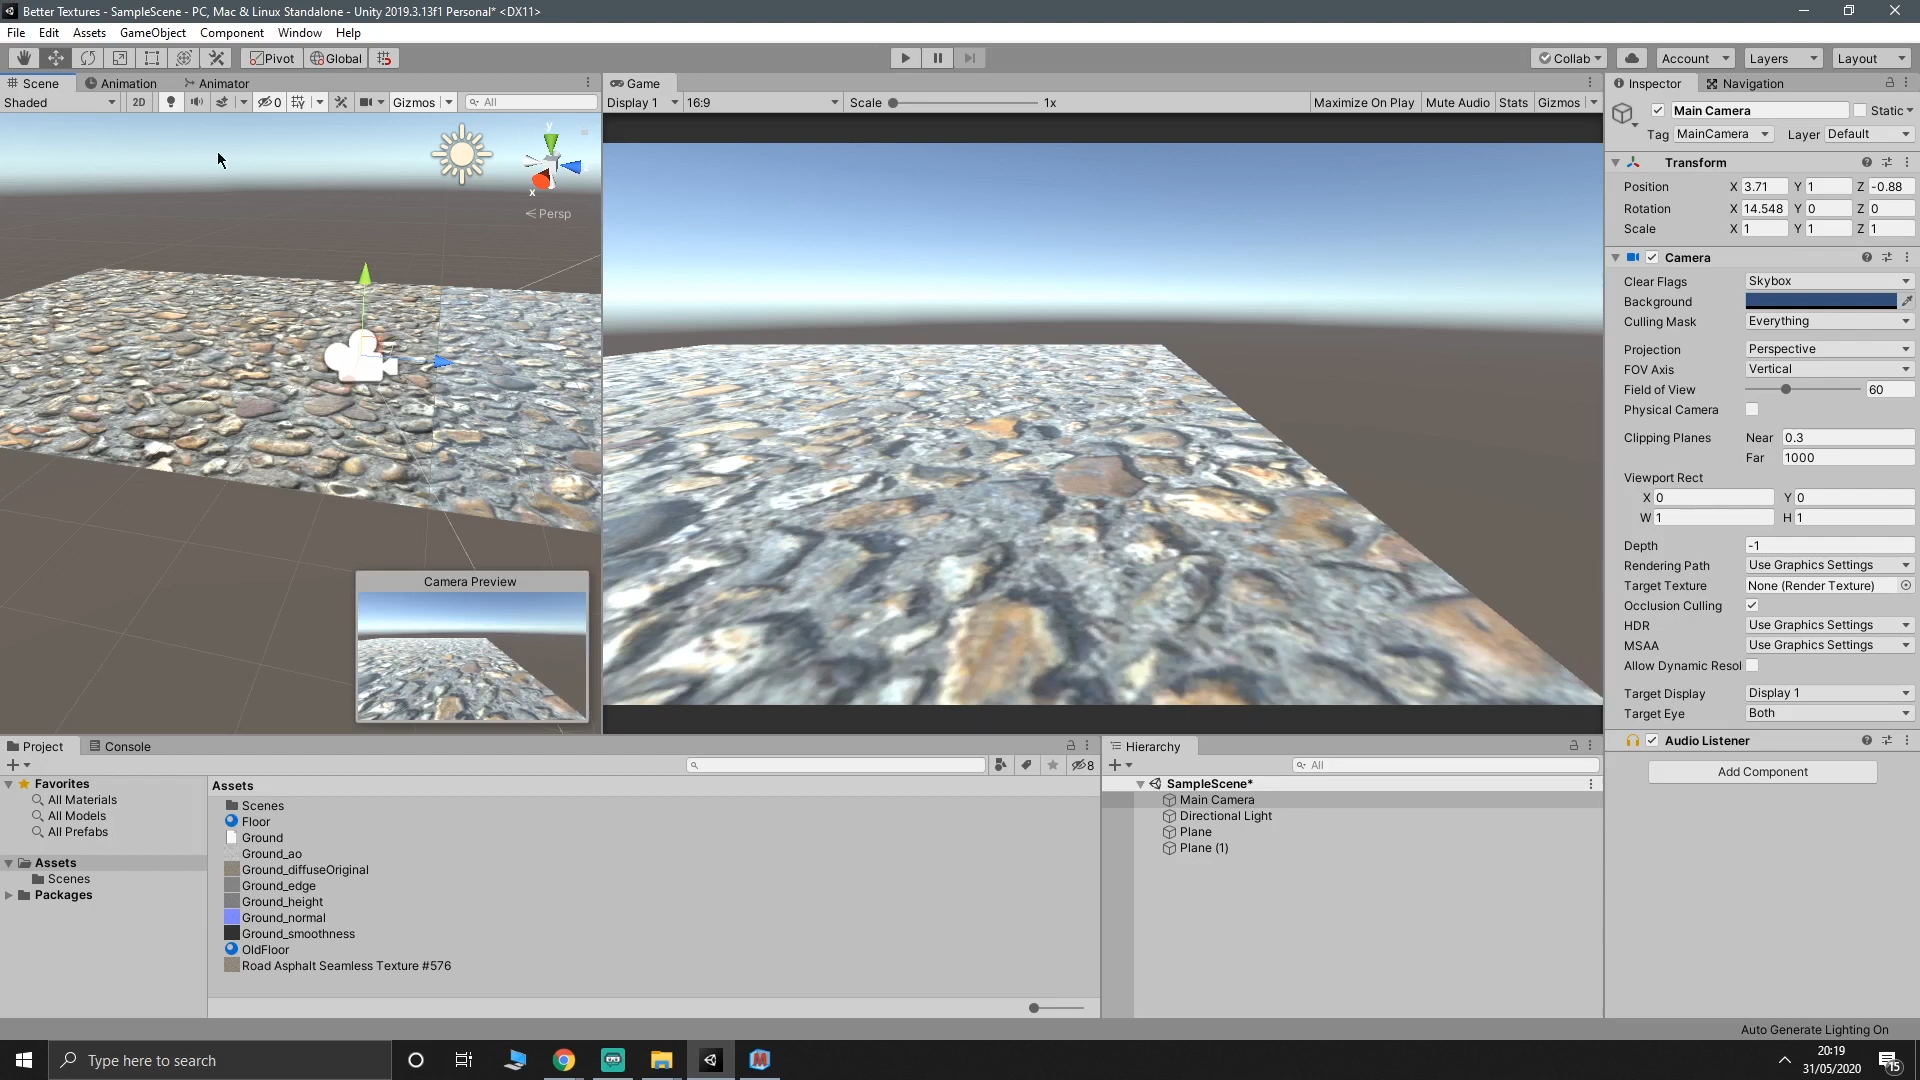 Better Textures - SampleScene - PC, Mac & Linux Standalone - Unity 2019.3.13f1 Personal* <DX11>
File Edit Assets GameObject Component Window Help
Pivot Global Collab Account Layers Layout
Scene Animation Animator
Shaded 2D 0 Gizmos All
y
x
Persp
Camera Preview
Game
Display 1 16:9 Scale 1x Maximize On Play Mute Audio Stats Gizmos
Inspector Navigation
Main Camera Static
Tag MainCamera Layer Default
Transform
Position X 3.71 Y 1 Z -0.88
Rotation X 14.548 Y 0 Z 0
Scale X 1 Y 1 Z 1
Camera
Clear Flags Skybox
Background
Culling Mask Everything
Projection Perspective
FOV Axis Vertical
Field of View 60
Physical Camera
Clipping Planes Near 0.3
Far 1000
Viewport Rect
X 0 Y 0
W 1 H 1
Depth -1
Rendering Path Use Graphics Settings
Target Texture None (Render Texture)
Occlusion Culling
HDR Use Graphics Settings
MSAA Use Graphics Settings
Allow Dynamic Resol
Target Display Display 1
Target Eye Both
Audio Listener
Add Component
Project Console
8
Favorites
All Materials
All Models
All Prefabs
Assets
Scenes
Packages
Assets
Scenes
Floor
Ground
Ground_ao
Ground_diffuseOriginal
Ground_edge
Ground_height
Ground_normal
Ground_smoothness
OldFloor
Road Asphalt Seamless Texture #576
Hierarchy
All
SampleScene*
Main Camera
Directional Light
Plane
Plane (1)
Auto Generate Lighting On
Type here to search
20:19
31/05/2020
15